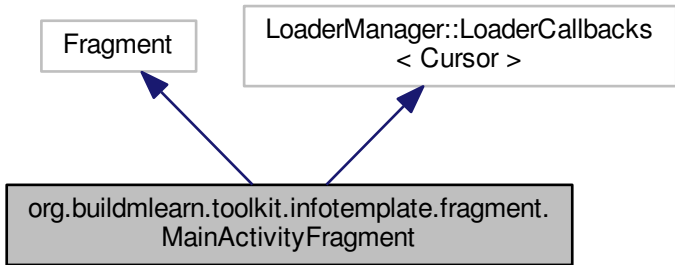 Fragment
LoaderManager::LoaderCallbacks
< Cursor >
org.buildmlearn.toolkit.infotemplate.fragment.
MainActivityFragment